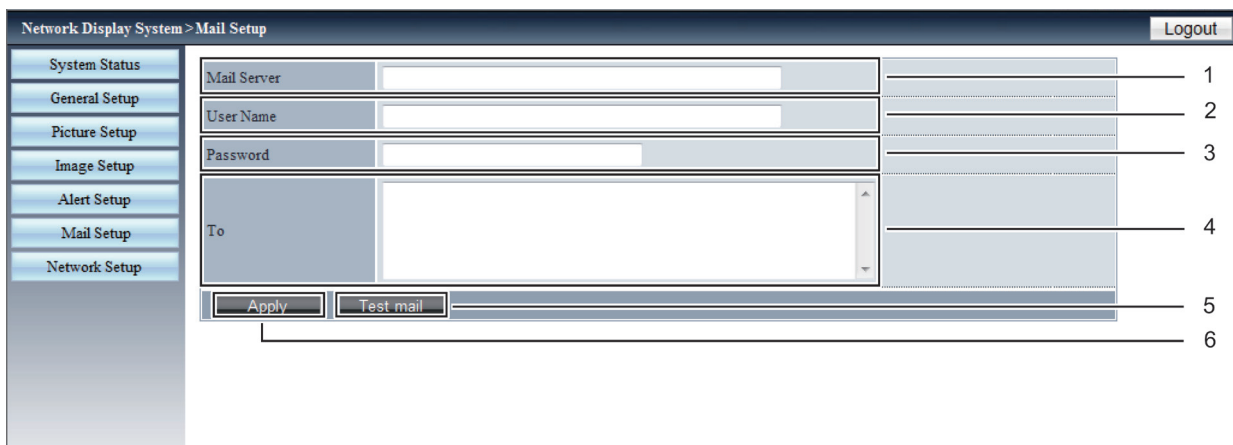 Network Display System>Mail Setup
Logout
System Status
General Setup
Picture Setup
Image Setup
Alert Setup
Mail Setup
Network Setup
Mail Server
1
User Name
2
Password
3
To
4
Apply
Test mail
5
6